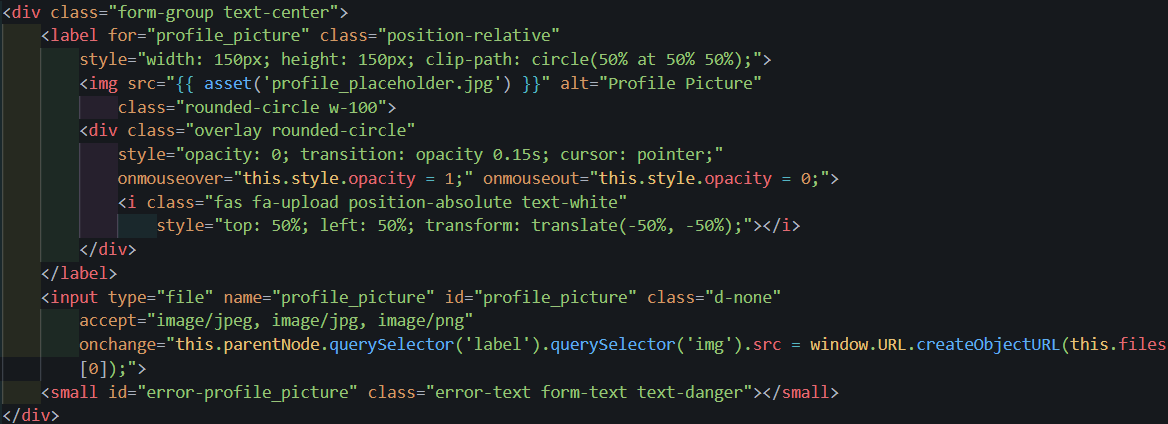 <div class="form-group text-center">
<label for="profile_picture" class="position-relative"
style="width: 150px; height: 150px; clip-path: circle(50% at 50% 50%);">
<img src="{{ asset('profile_placeholder.jpg') }}" alt="Profile Picture"
class="rounded-circle w-100">
<div class="overlay rounded-circle"
style="opacity: 0; transition: opacity 0.15s; cursor: pointer;"
onmouseover="this.style.opacity = 1;" onmouseout="this.style.opacity = 0;">
<i class="fas fa-upload position-absolute text-white"
style="top: 50%; left: 50%; transform: translate(-50%, -50%);"></i>
</div>
</label>
<input type="file" name="profile_picture" id="profile_picture" class="d-none"
accept="image/jpeg, image/jpg, image/png"
onchange="this.parentNode.querySelector('label').querySelector('img').src = window.URL.createObjectURL(this.files
[0]);">
<small id="error-profile_picture" class="error-text form-text text-danger"></small>
</div>